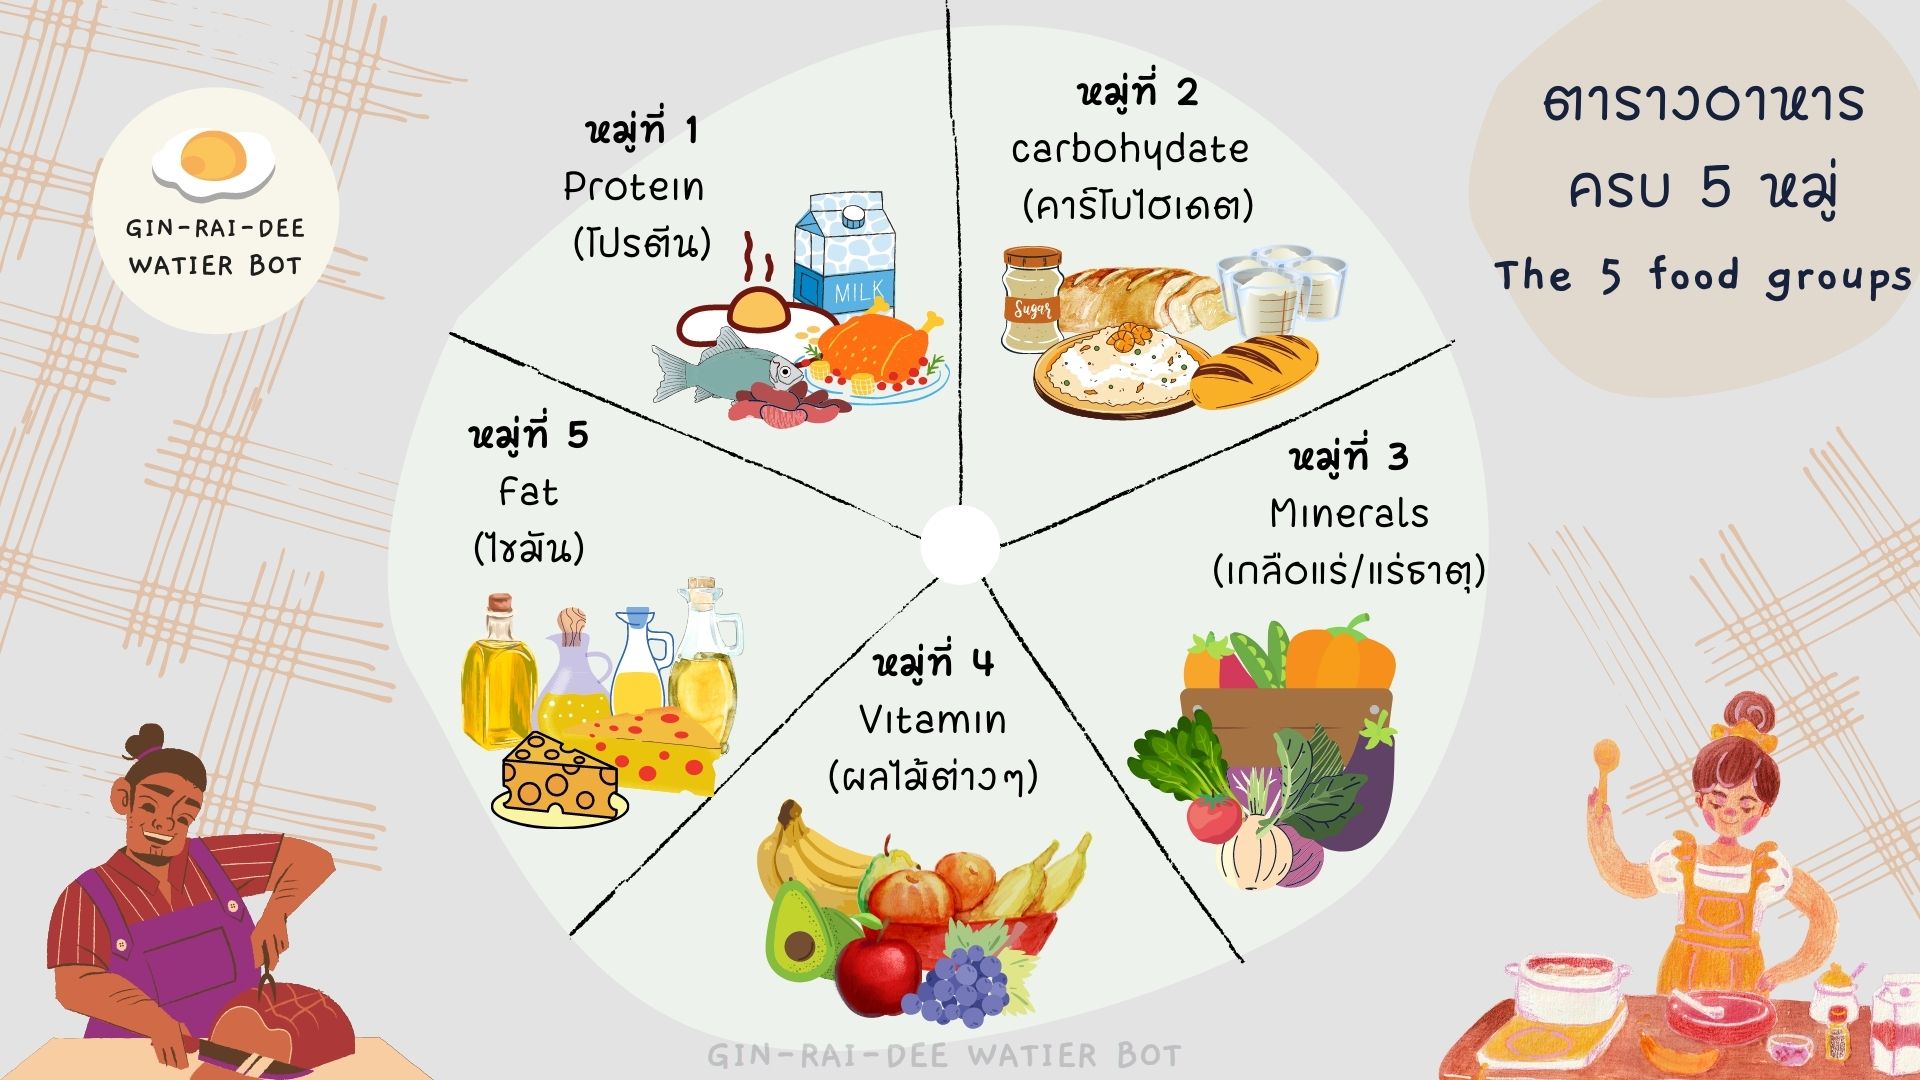 GIN-RAI-DEE
WATIER BOT
หมู่ที่ 1
Protein
(โปรตีน)
MILK
หมู่ที่ 2
carbohydate
(คาร์โบไฮเดต)
Sugar
ตารางอาหาร
ครบ 5 หมู่
The 5 food groups
หมู่ที่ 3
Minerals
(เกลือแร่/แร่ธาตุ)
หมู่ที่ 4
Vitamin
(ผลไม้ต่างๆ)
หมู่ที่ 5
Fat
(ไขมัน)
GIN-RAI-DEE WATIER BOT